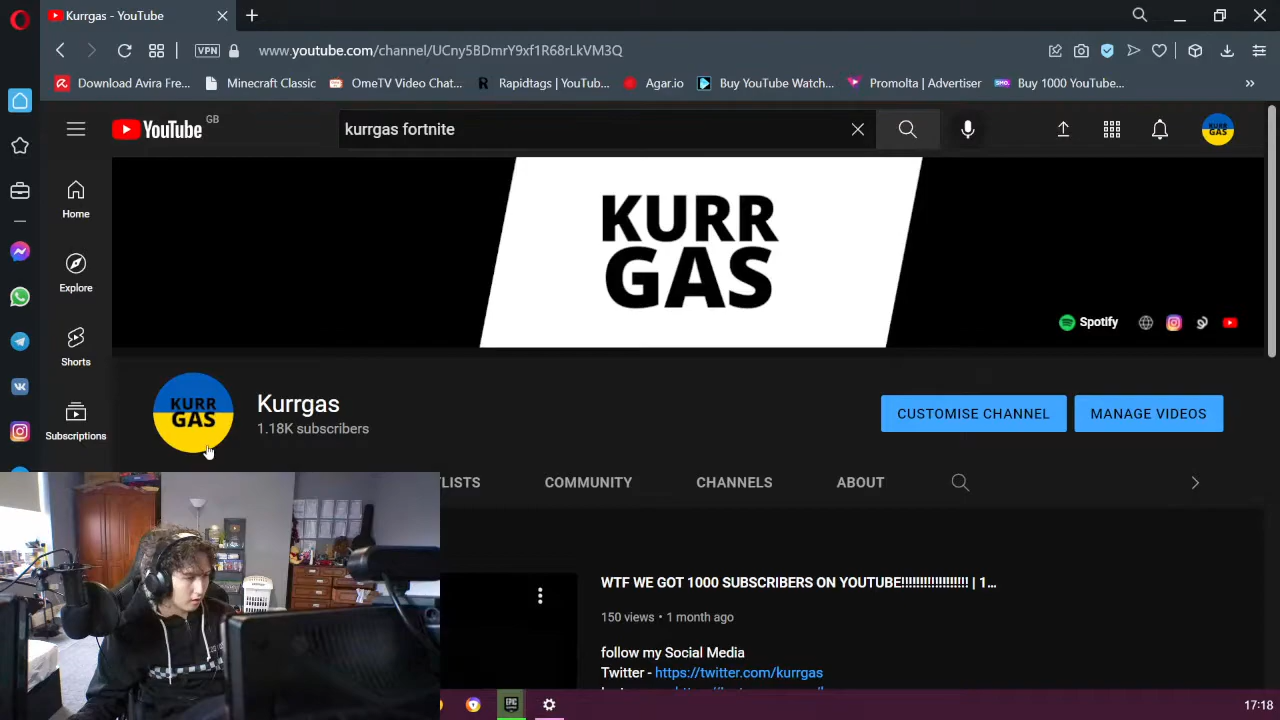 Kurrgas - YouTube
VPN
www.youtube.com/channel/UCny5BDmrY9xf1R68rLkVM3Q
Download Avira Fre...
Minecraft Classic
OmeTV Video Chat...
R
Rapidtags | YouTub...
Agar.io
Buy YouTube Watch...
Promolta | Advertiser
SMO.
Buy 1000 YouTube...
YouTube
GB
kurrgas fortnite
KURR
GAS
Home
KURR
GAS
Explore
Spotify
Shorts
KURR
GAS
Kurrgas
1.18K subscribers
CUSTOMISE CHANNEL
MANAGE VIDEOS
Subscriptions
LISTS
COMMUNITY
CHANNELS
ABOUT
WTF WE GOT 1000 SUBSCRIBERS ON YOUTUBE!!!!!!!!!!!!!!!!! | 1...
150 views • 1 month ago
follow my Social Media
Twitter - https://twitter.com/kurrgas
EPIC
17:18